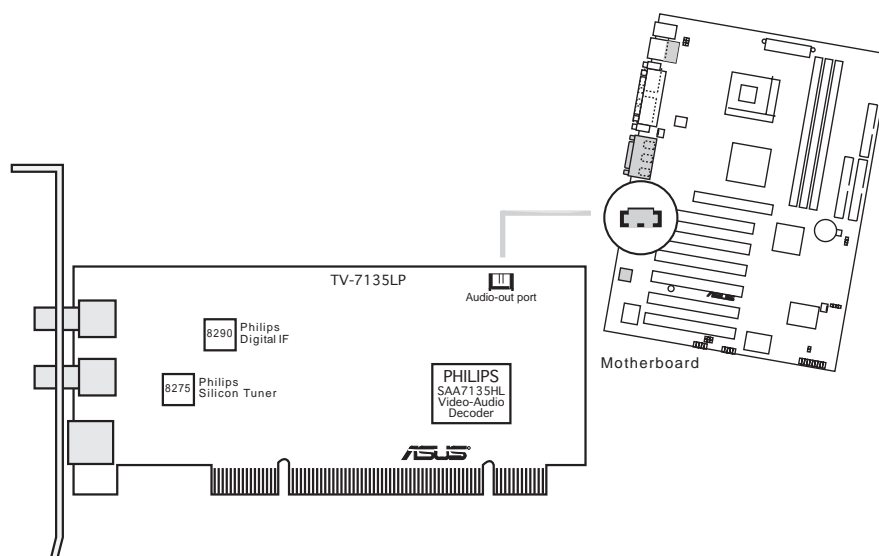 TV-7135LP
Audio-out port
8290
Philips
Digital IF
8275
Philips
Silicon Tuner
PHILIPS
SAA7135HL
Video-Audio
Decoder
ASUS
Motherboard
ASUS